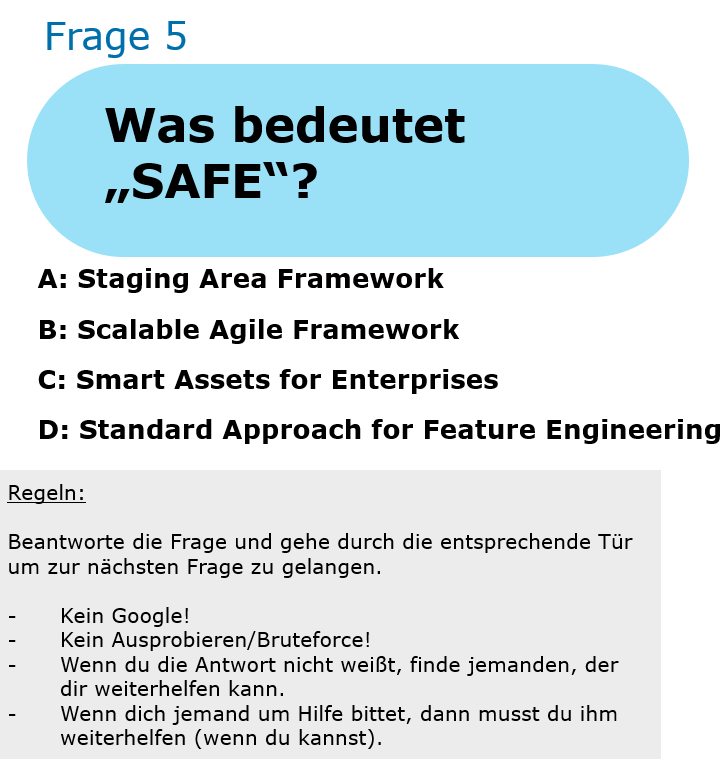 Frage 5
Was bedeutet
„SAFE“?
A: Staging Area Framework
B: Scalable Agile Framework
C: Smart Assets for Enterprises
D: Standard Approach for Feature Engineering
Regeln:
Beantworte die Frage und gehe durch die entsprechende Tür
um zur nächsten Frage zu gelangen.
- Kein Google!
- Kein Ausprobieren/Bruteforce!
- Wenn du die Antwort nicht weißt, finde jemanden, der
dir weiterhelfen kann.
- Wenn dich jemand um Hilfe bittet, dann musst du ihm
weiterhelfen (wenn du kannst).